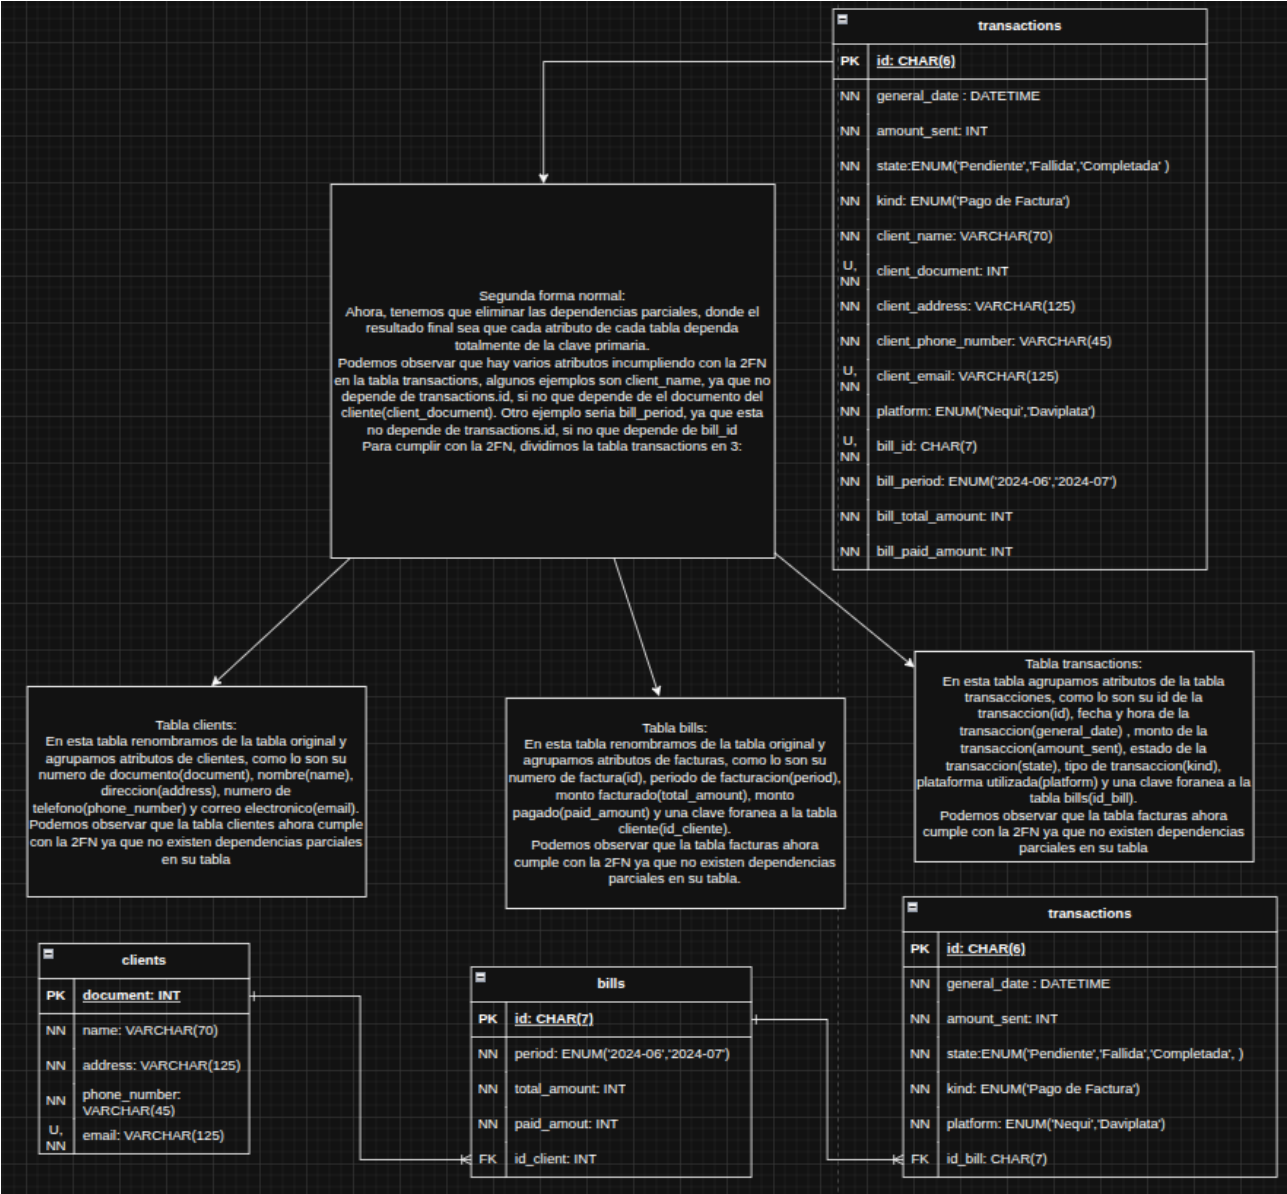 transactions
PK id: CHAR(6)
NN general_date : DATETIME
NN amount_sent: INT
NN state:ENUM('Pendiente','Fallida','Completada' )
NN kind: ENUM('Pago de Factura')
NN client_name: VARCHAR(70)
U, NN client_document: INT
NN client_address: VARCHAR(125)
NN client_phone_number: VARCHAR(45)
U, NN client_email: VARCHAR(125)
NN platform: ENUM('Nequi','Daviplata')
U, NN bill_id: CHAR(7)
NN bill_period: ENUM('2024-06','2024-07')
NN bill_total_amount: INT
NN bill_paid_amount: INT
Segunda forma normal:
Ahora, tenemos que eliminar las dependencias parciales, donde el
resultado final sea que cada atributo de cada tabla dependa
totalmente de la clave primaria.
Podemos observar que hay varios atributos incumpliendo con la 2FN
en la tabla transactions, algunos ejemplos son client_name, ya que no
depende de transactions.id, si no que depende de el documento del
cliente(client_document). Otro ejemplo seria bill_period, ya que esta
no depende de transactions.id, si no que depende de bill_id
Para cumplir con la 2FN, dividimos la tabla transactions en 3:
Tabla clients:
En esta tabla renombramos de la tabla original y
agrupamos atributos de clientes, como lo son su
numero de documento(document), nombre(name),
direccion(address), numero de
telefono(phone_number) y correo electronico(email).
Podemos observar que la tabla clientes ahora cumple
con la 2FN ya que no existen dependencias parciales
en su tabla
Tabla bills:
En esta tabla renombramos de la tabla original y
agrupamos atributos de facturas, como lo son su
numero de factura(id), periodo de facturacion(period),
monto facturado(total_amount), monto
pagado(paid_amount) y una clave foranea a la tabla
cliente(id_cliente).
Podemos observar que la tabla facturas ahora
cumple con la 2FN ya que no existen dependencias
parciales en su tabla.
Tabla transactions:
En esta tabla agrupamos atributos de la tabla
transacciones, como lo son su id de la
transaccion(id), fecha y hora de la
transaccion(general_date) , monto de la
transaccion(amount_sent), estado de la
transaccion(state), tipo de transaccion(kind),
plataforma utilizada(platform) y una clave foranea a la
tabla bills(id_bill).
Podemos observar que la tabla facturas ahora
cumple con la 2FN ya que no existen dependencias
parciales en su tabla
clients
PK document: INT
NN name: VARCHAR(70)
NN address: VARCHAR(125)
NN phone_number:
VARCHAR(45)
U, NN email: VARCHAR(125)
bills
PK id: CHAR(7)
NN period: ENUM('2024-06','2024-07')
NN total_amount: INT
NN paid_amout: INT
FK id_client: INT
transactions
PK id: CHAR(6)
NN general_date : DATETIME
NN amount_sent: INT
NN state:ENUM('Pendiente','Fallida','Completada', )
NN kind: ENUM('Pago de Factura')
NN platform: ENUM('Nequi','Daviplata')
FK id_bill: CHAR(7)